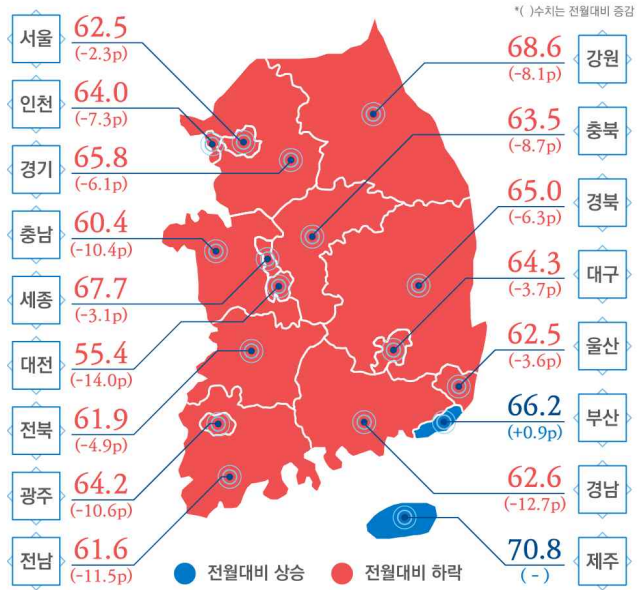 *( )수치는 전월대비 증감
서울 62.5
(-2.3p)
인천 64.0
(-7.3p)
경기 65.8
(-6.1p)
충남 60.4
(-10.4p)
세종 67.7
(-3.1p)
대전 55.4
(-14.0p)
전북 61.9
(-4.9p)
광주 64.2
(-10.6p)
전남 61.6
(-11.5p)
68.6 강원
(-8.1p)
63.5 충북
(-8.7p)
65.0 경북
(-6.3p)
64.3 대구
(-3.7p)
62.5 울산
(-3.6p)
66.2 부산
(+0.9p)
62.6 경남
(-12.7p)
70.8 제주
( - )
전월대비 상승 전월대비 하락